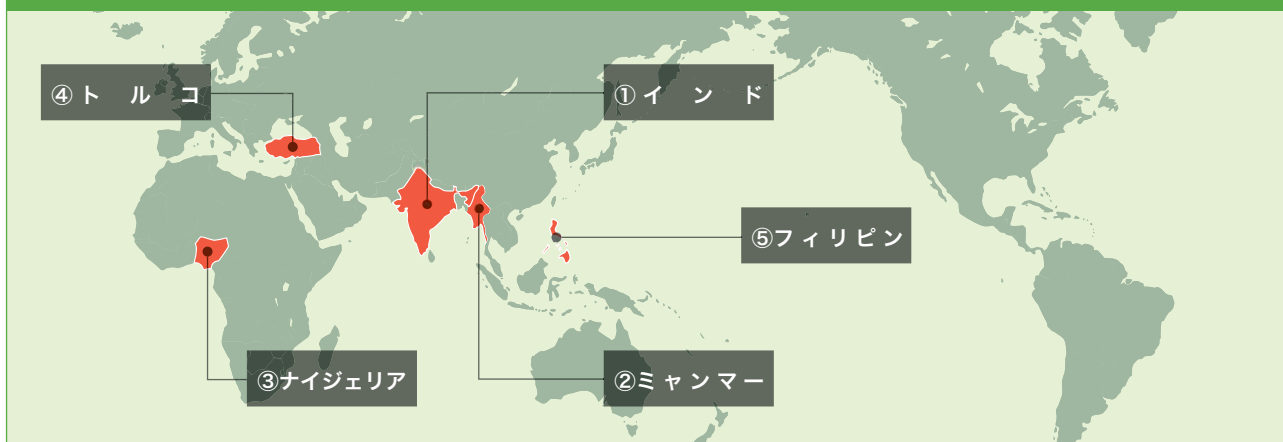 ④トルコ
①インド
⑤フィリピン
③ナイジェリア
②ミャンマー